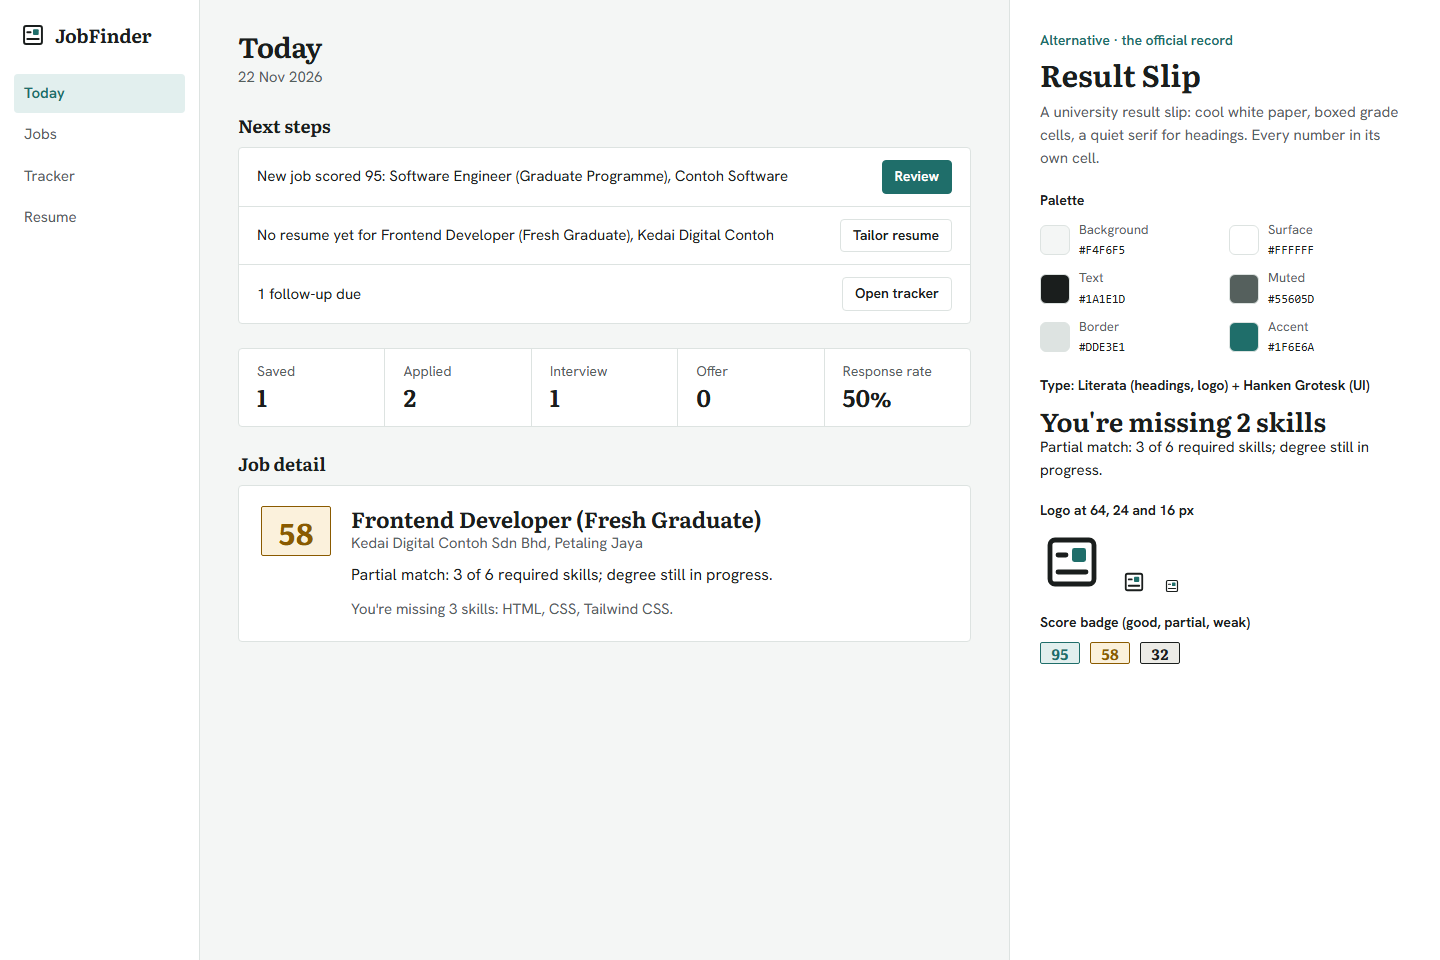 JobFinder
Today
Jobs
Tracker
Resume
Today
22 Nov 2026
Next steps
New job scored 95: Software Engineer (Graduate Programme), Contoh Software
Review
No resume yet for Frontend Developer (Fresh Graduate), Kedai Digital Contoh
Tailor resume
1 follow-up due
Open tracker
Saved
1
Applied
2
Interview
1
Offer
0
Response rate
50%
Job detail
58
Frontend Developer (Fresh Graduate)
Kedai Digital Contoh Sdn Bhd, Petaling Jaya
Partial match: 3 of 6 required skills; degree still in progress.
You're missing 3 skills: HTML, CSS, Tailwind CSS.
Alternative · the official record
Result Slip
A university result slip: cool white paper, boxed grade
cells, a quiet serif for headings. Every number in its
own cell.
Palette
Background
#F4F6F5
Surface
#FFFFFF
Text
#1A1E1D
Muted
#55605D
Border
#DDE3E1
Accent
#1F6E6A
Type: Literata (headings, logo) + Hanken Grotesk (UI)
You're missing 2 skills
Partial match: 3 of 6 required skills; degree still in
progress.
Logo at 64, 24 and 16 px
Score badge (good, partial, weak)
95
58
32